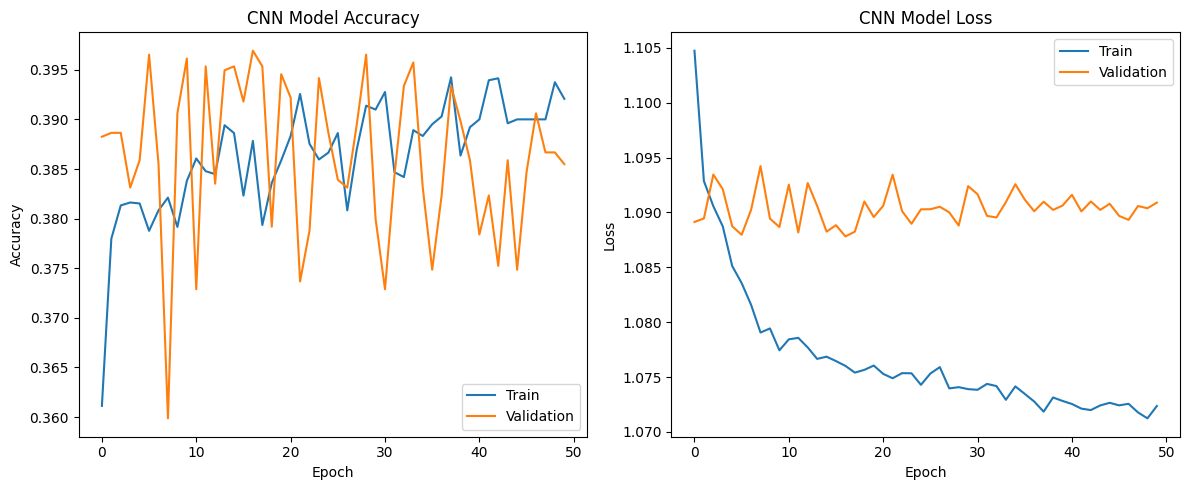 CNN Model Accuracy
Accuracy
0.395
0.390
0.385
0.380
0.375
0.370
0.365
0.360
0
10
20
30
40
50
Epoch
Train
Validation
CNN Model Loss
Loss
1.105
1.100
1.095
1.090
1.085
1.080
1.075
1.070
0
10
20
30
40
50
Epoch
Train
Validation